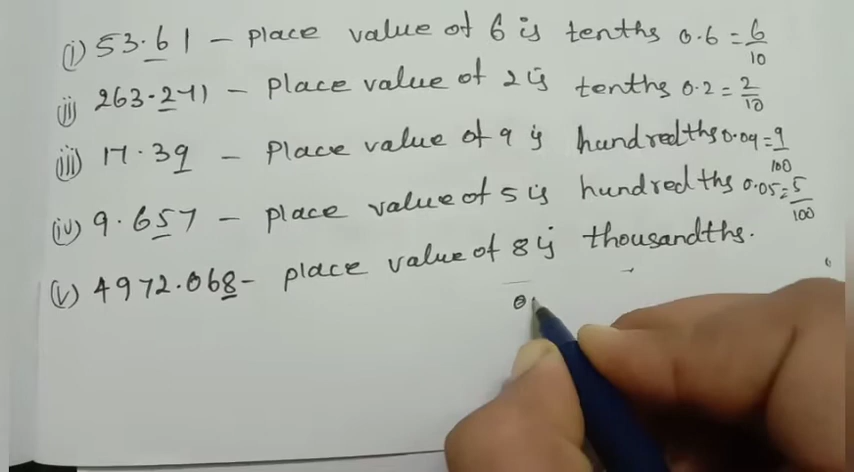 (i) 53.61 - place value of 6 is tenths 0.6 = 6/10
(ii) 263.241 - place value of 2 is tenths 0.2 = 2/10
(iii) 17.39 - place value of 9 is hundredths 0.09 = 9/100
(iv) 9.657 - place value of 5 is hundredths 0.05 = 5/100
(v) 4972.068 - place value of 8 is thousandths.
0.